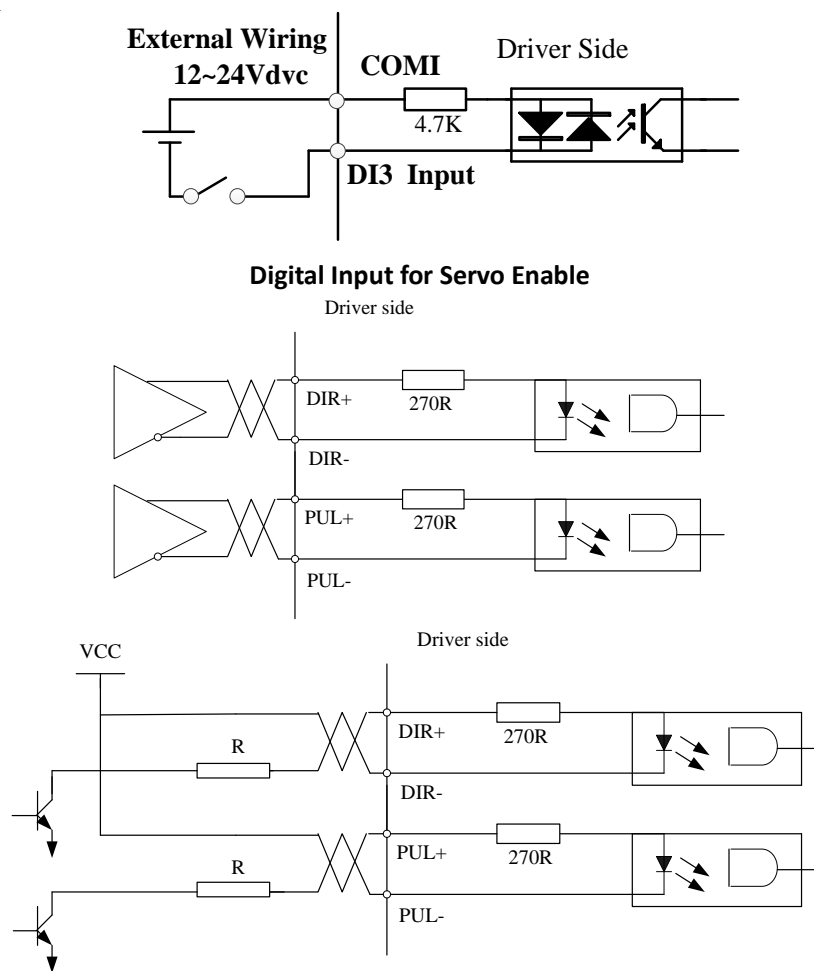 External Wiring
12~24Vdvc
COMI
Driver Side
4.7K
DI3 Input
Digital Input for Servo Enable
Driver side
DIR+
270R
DIR-
PUL+
270R
PUL-
Driver side
VCC
DIR+
270R
R
DIR-
PUL+
270R
R
PUL-